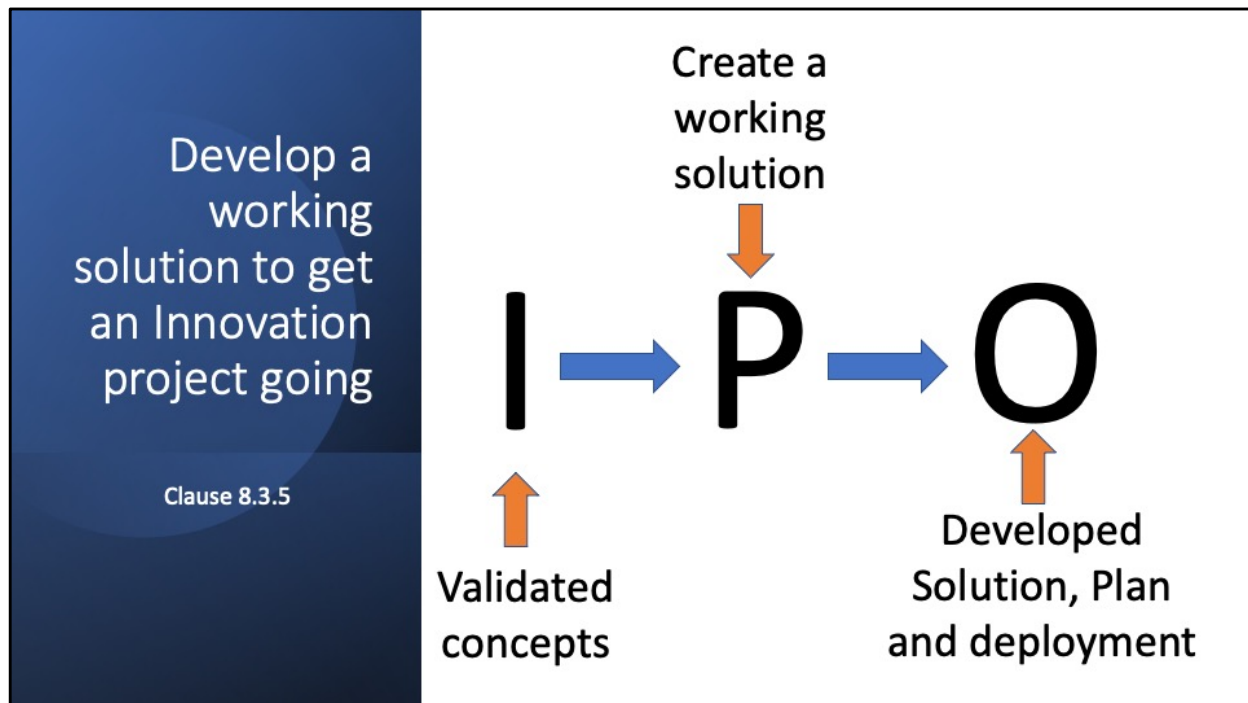 Develop a
working
solution to get
an Innovation
project going
Clause 8.3.5
Create a
working
solution
I
P
O
Validated
concepts
Developed
Solution, Plan
and deployment